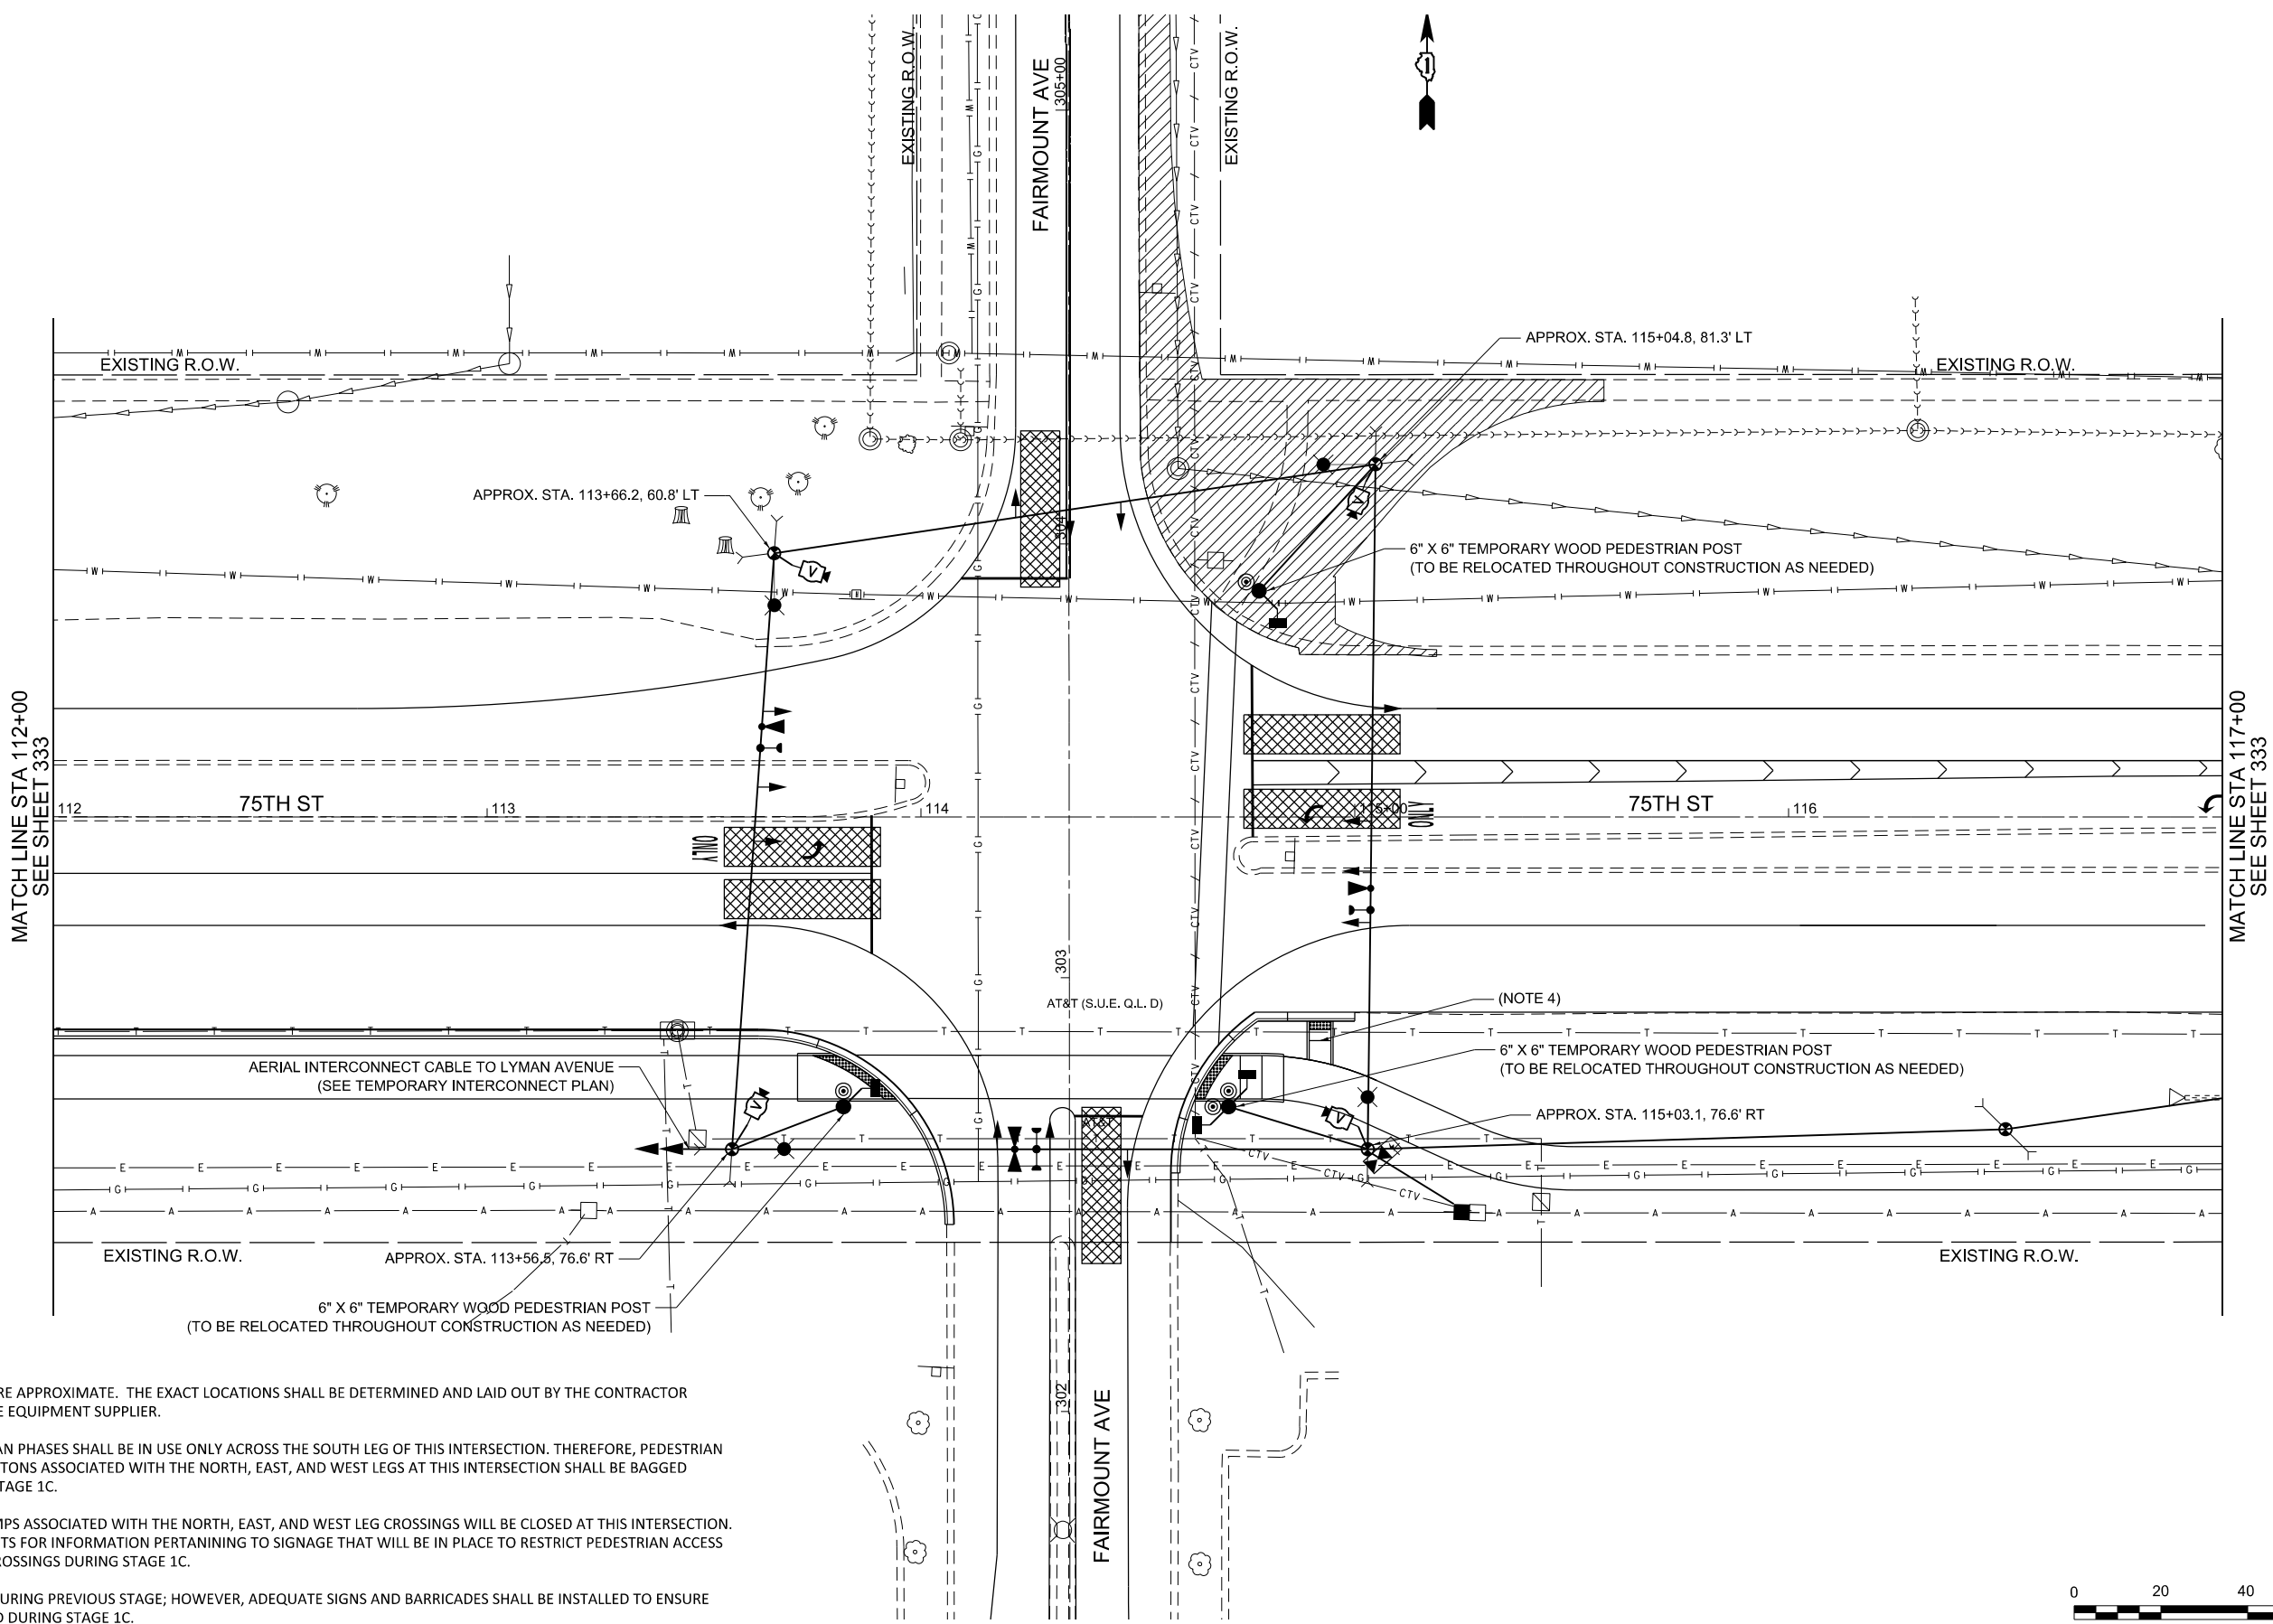 EXISTING R.O.W.
FAIRMOUNT AVE
305+00
EXISTING R.O.W.
EXISTING R.O.W.
APPROX. STA. 115+04.8, 81.3' LT
EXISTING R.O.W.
APPROX. STA. 113+66.2, 60.8' LT
304
6" X 6" TEMPORARY WOOD PEDESTRIAN POST
(TO BE RELOCATED THROUGHOUT CONSTRUCTION AS NEEDED)
MATCH LINE STA 112+00
SEE SHEET 333
112
75TH ST
113
114
115+00
75TH ST
116
ONLY
ONLY
MATCH LINE STA 117+00
SEE SHEET 333
303
AT&T (S.U.E. Q.L. D)
(NOTE 4)
AERIAL INTERCONNECT CABLE TO LYMAN AVENUE
(SEE TEMPORARY INTERCONNECT PLAN)
6" X 6" TEMPORARY WOOD PEDESTRIAN POST
(TO BE RELOCATED THROUGHOUT CONSTRUCTION AS NEEDED)
APPROX. STA. 115+03.1, 76.6' RT
AT&T
EXISTING R.O.W.
APPROX. STA. 113+56.5, 76.6' RT
EXISTING R.O.W.
6" X 6" TEMPORARY WOOD PEDESTRIAN POST
(TO BE RELOCATED THROUGHOUT CONSTRUCTION AS NEEDED)
302
FAIRMOUNT AVE
RE APPROXIMATE. THE EXACT LOCATIONS SHALL BE DETERMINED AND LAID OUT BY THE CONTRACTOR
E EQUIPMENT SUPPLIER.
AN PHASES SHALL BE IN USE ONLY ACROSS THE SOUTH LEG OF THIS INTERSECTION. THEREFORE, PEDESTRIAN
TONS ASSOCIATED WITH THE NORTH, EAST, AND WEST LEGS AT THIS INTERSECTION SHALL BE BAGGED
TAGE 1C.
MPS ASSOCIATED WITH THE NORTH, EAST, AND WEST LEG CROSSINGS WILL BE CLOSED AT THIS INTERSECTION.
TS FOR INFORMATION PERTANINING TO SIGNAGE THAT WILL BE IN PLACE TO RESTRICT PEDESTRIAN ACCESS
ROSSINGS DURING STAGE 1C.
URING PREVIOUS STAGE; HOWEVER, ADEQUATE SIGNS AND BARRICADES SHALL BE INSTALLED TO ENSURE
D DURING STAGE 1C.
0 20 40